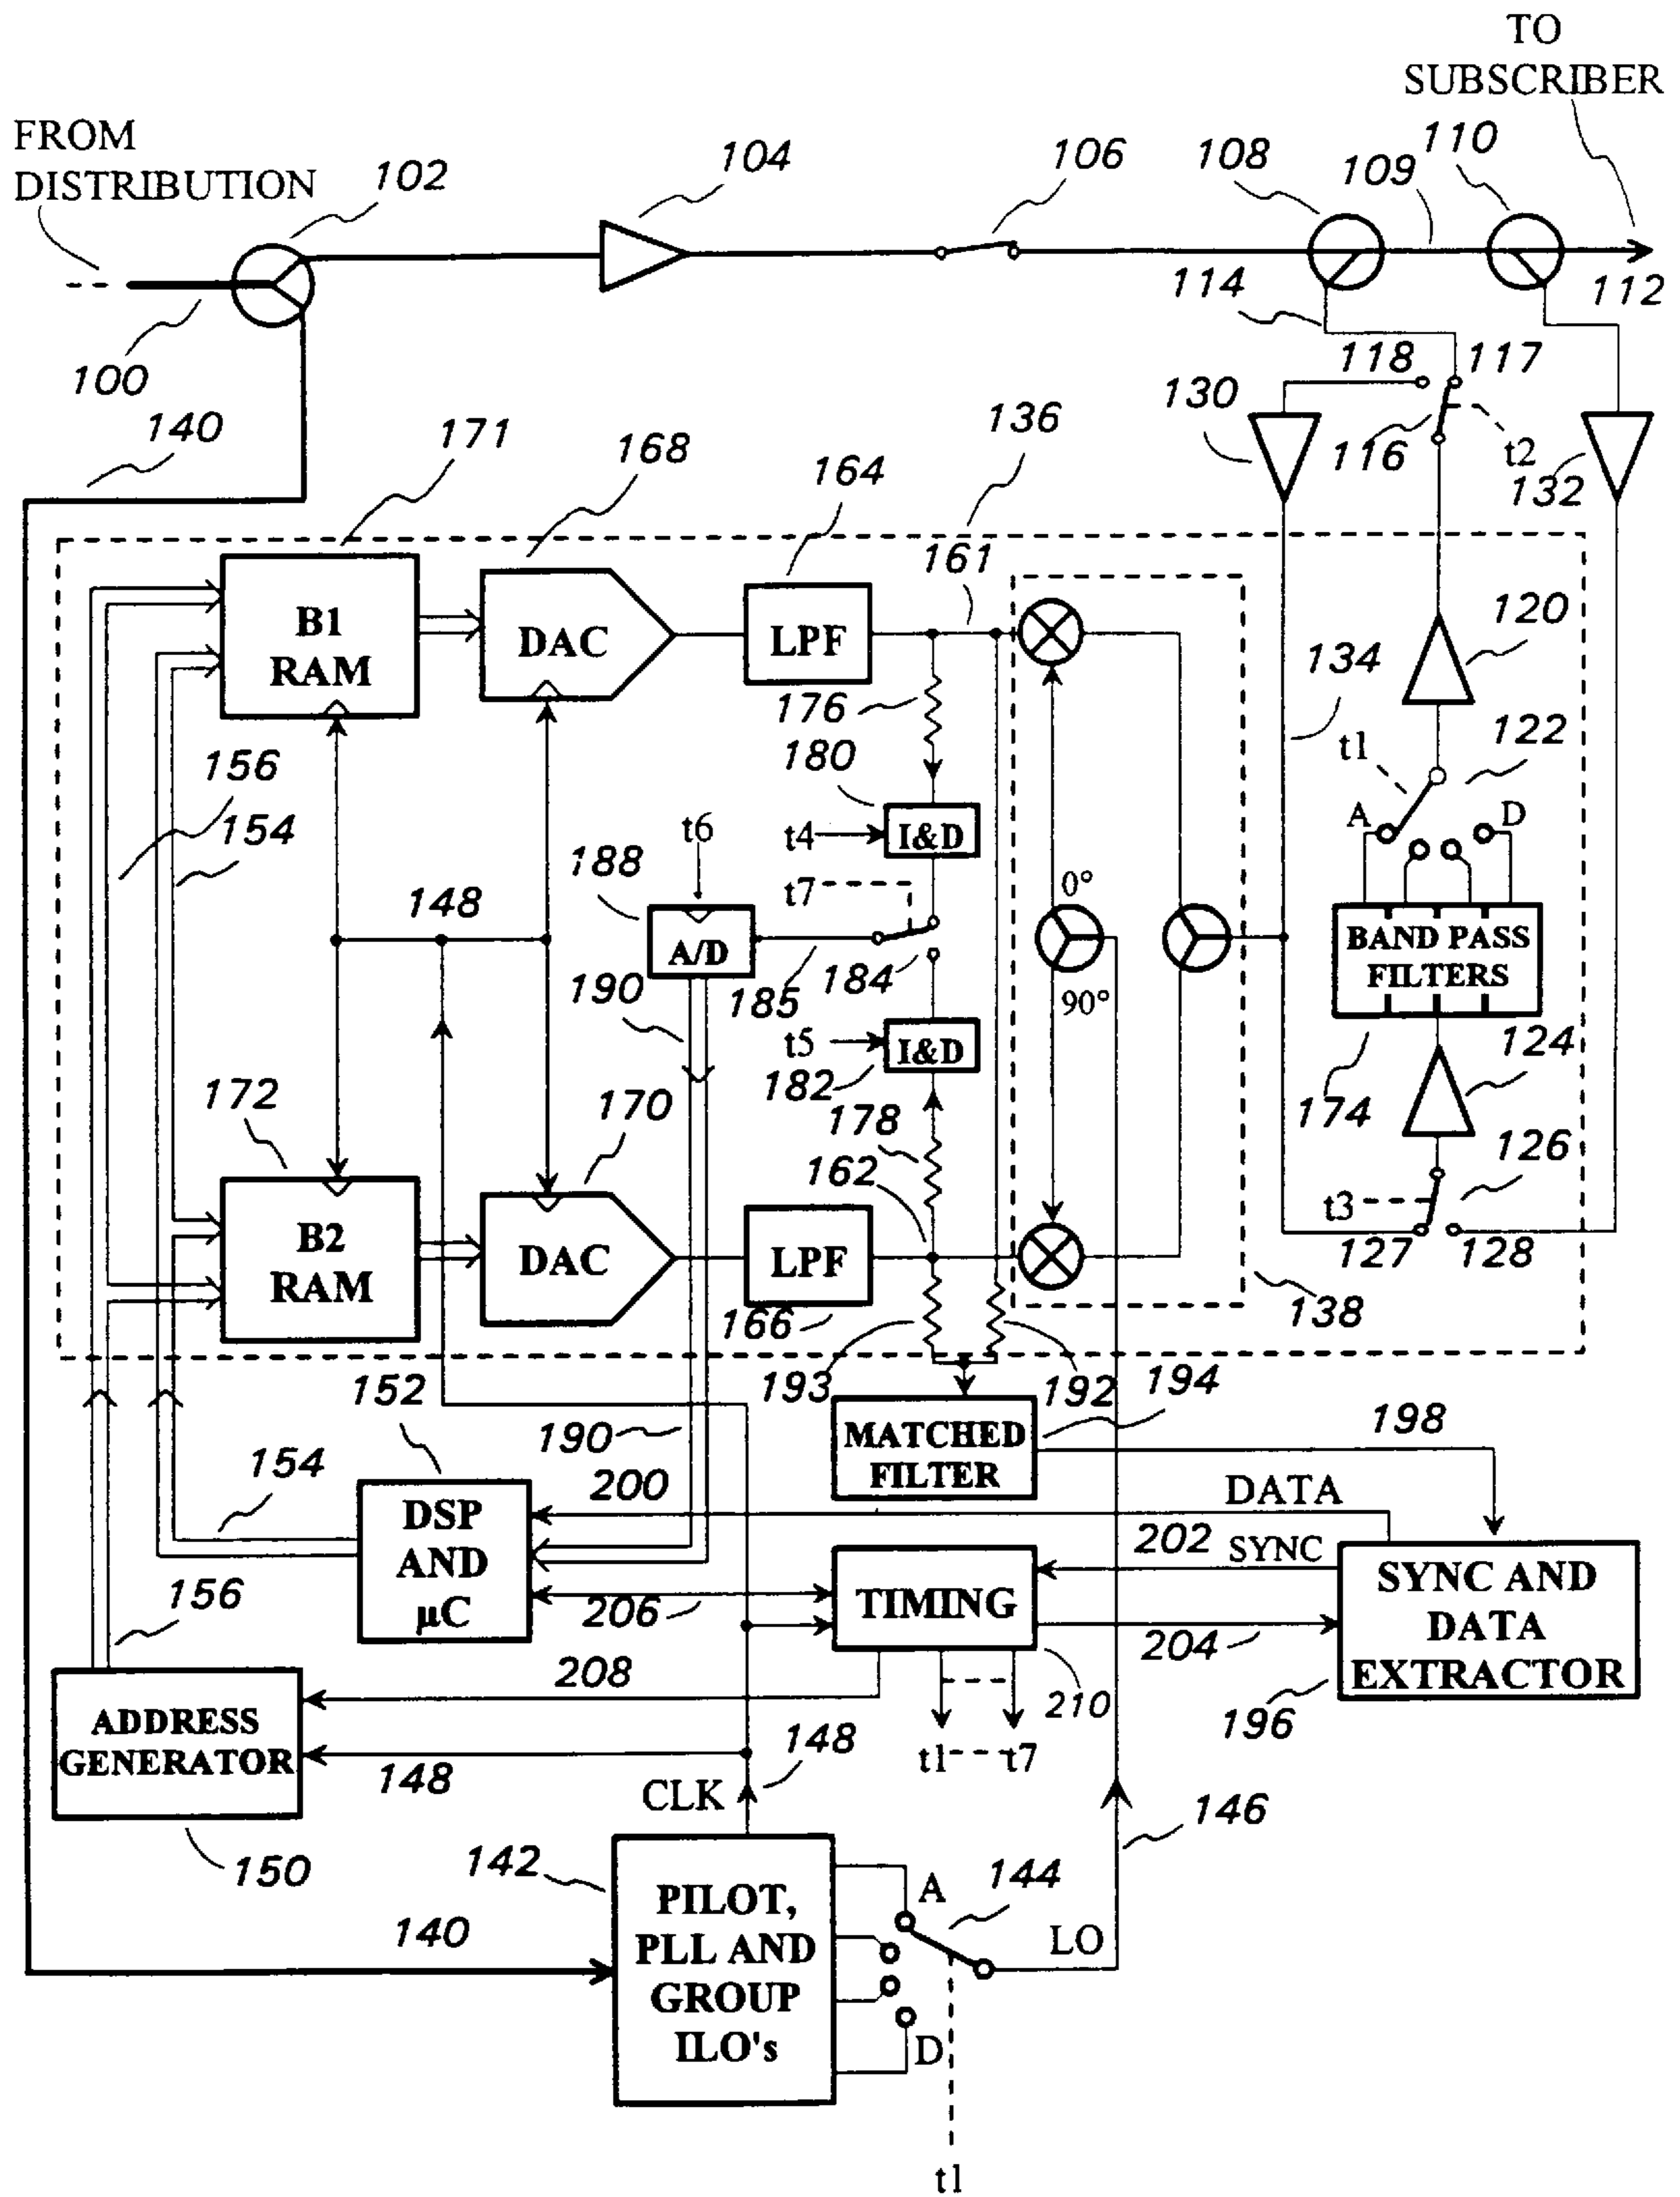 TO
SUBSCRIBER
FROM
DISTRIBUTION
102
104
106
108
109
110
100
114
112
140
118
117
130
116
t2
132
171
168
136
164
161
B1
RAM
DAC
LPF
120
134
176
t1
122
156
180
154
t6
t4
I&D
A
D
188
t7
0°
148
A/D
BAND PASS
FILTERS
190
185
184
90°
t5
I&D
124
172
170
182
174
178
126
162
t3
B2
RAM
DAC
LPF
127
128
166
138
152
193
192
194
190
MATCHED
FILTER
198
154
200
DATA
DSP
AND
µC
202
SYNC
156
206
TIMING
SYNC AND
DATA
EXTRACTOR
204
208
210
196
ADDRESS
GENERATOR
t1
t7
148
148
CLK
146
150
142
A
144
PILOT,
PLL AND
GROUP
ILO's
140
LO
D
t1